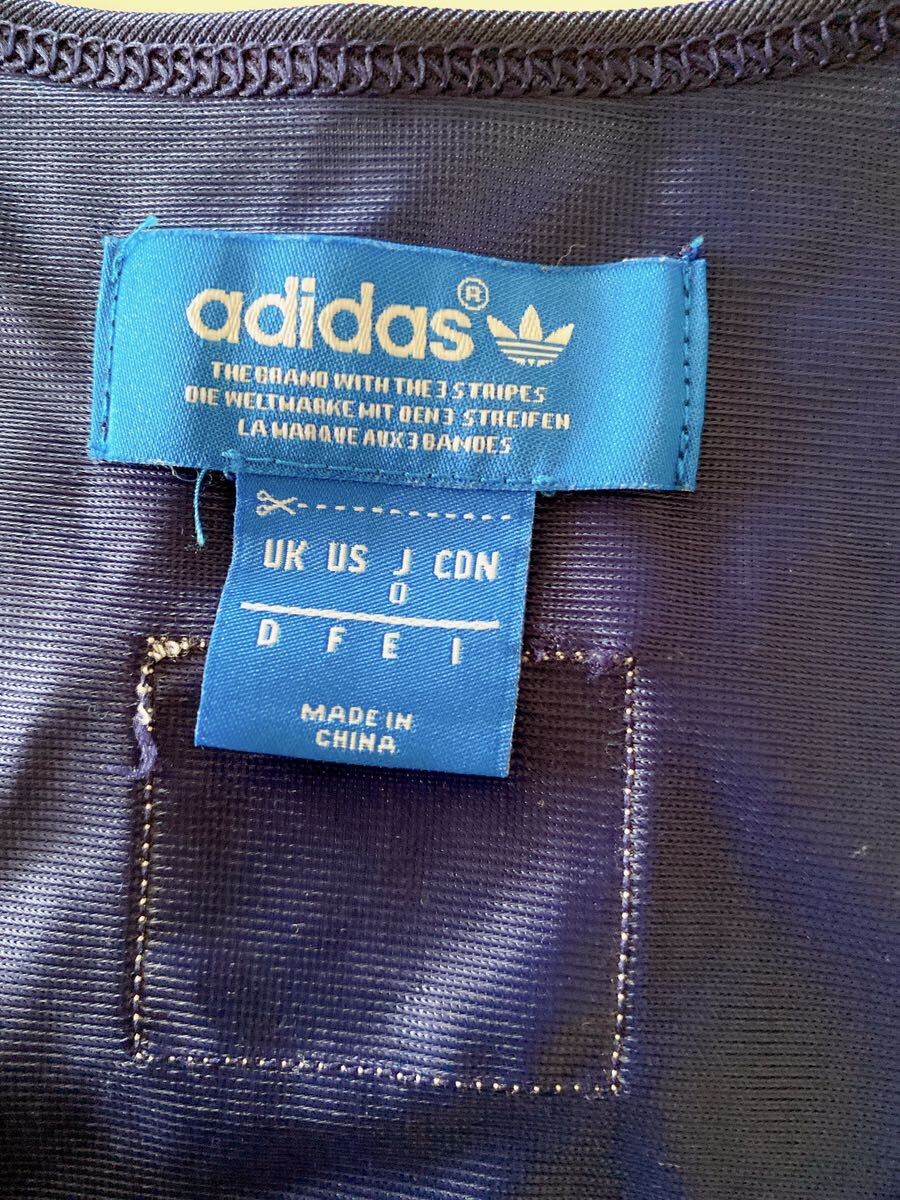 adidas®
THE BRAND WITH THE 3 STRIPES
DIE WELTMARKE MIT DEN 3 STREIFEN
LA MARQUE AUX 3 BANDES
UK US J CDN
O
D F E I
MADE IN
CHINA